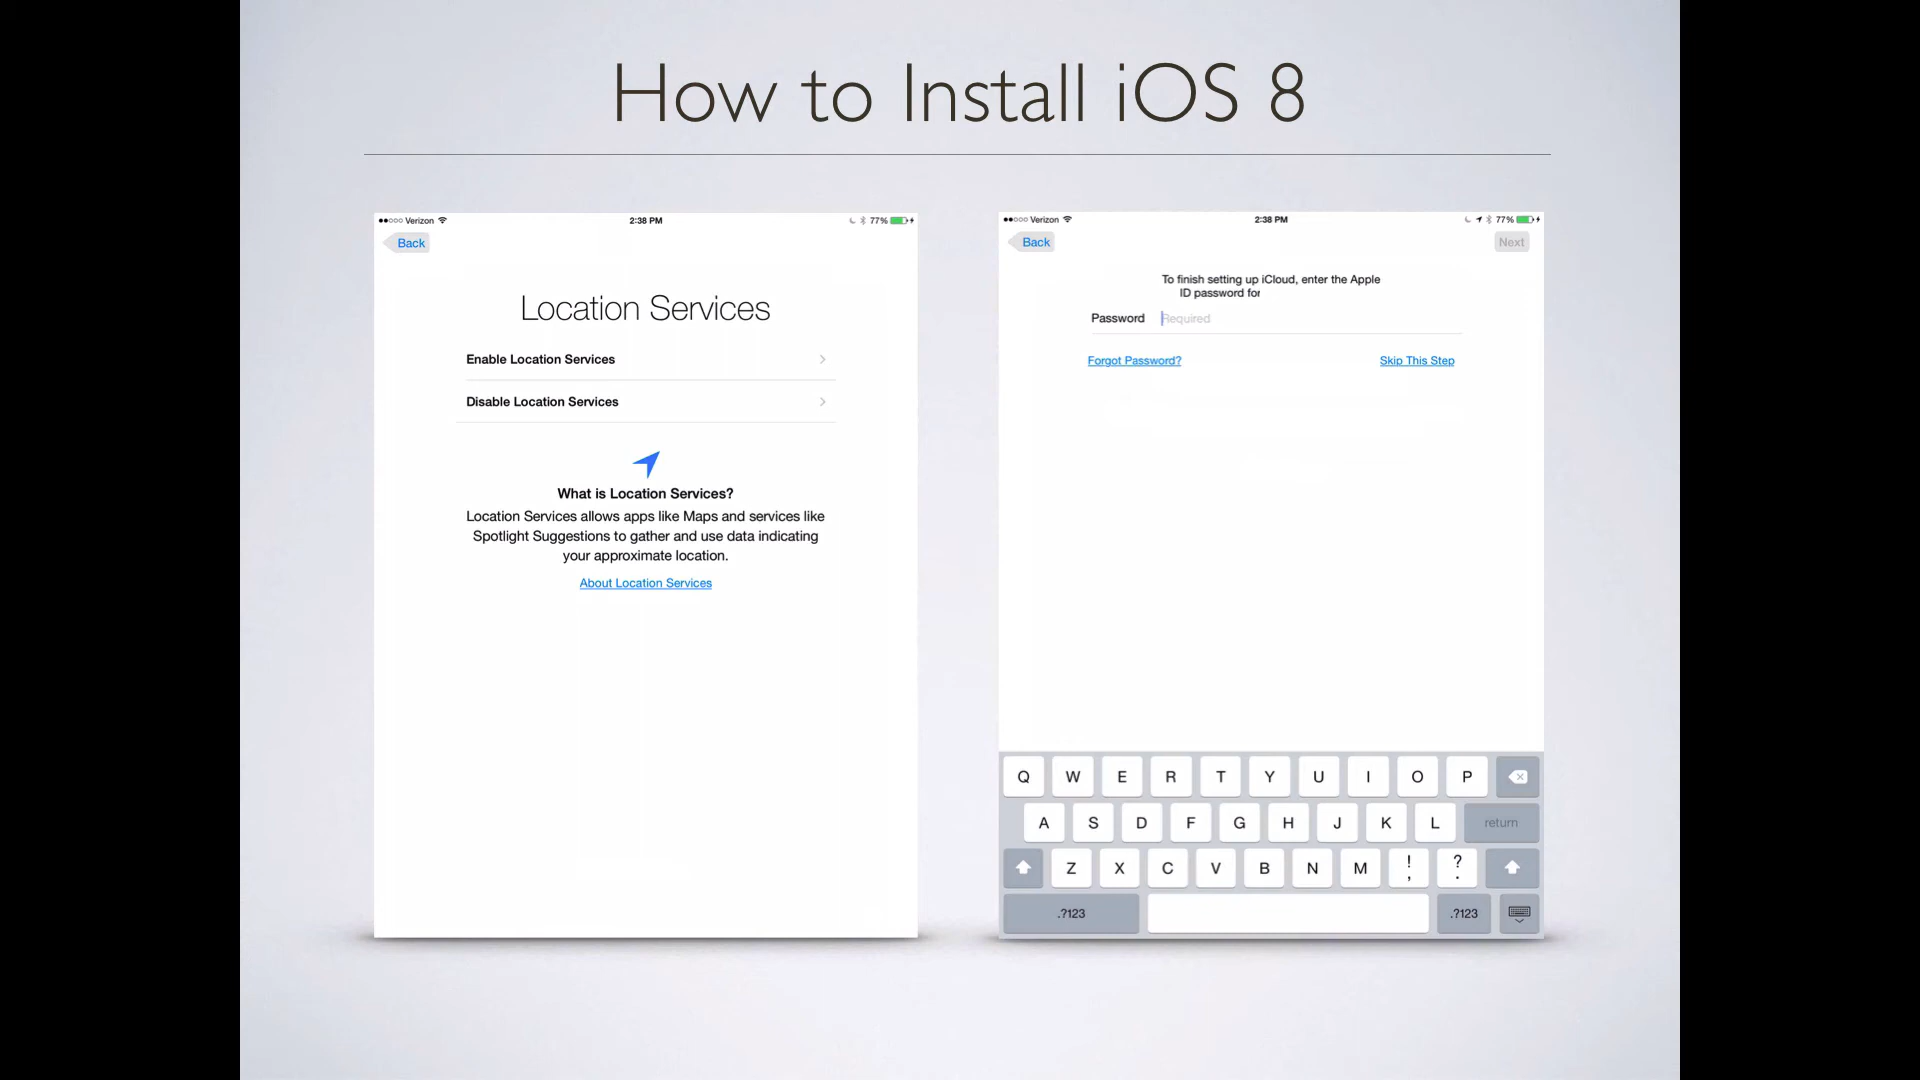 How to Install iOS 8
Verizon 2:38 PM 77%
Back
Location Services
Enable Location Services
Disable Location Services
What is Location Services?
Location Services allows apps like Maps and services like
Spotlight Suggestions to gather and use data indicating
your approximate location.
About Location Services
Verizon 2:38 PM 77%
Back Next
To finish setting up iCloud, enter the Apple
ID password for
Password Required
Forgot Password? Skip This Step
Q W E R T Y U I O P
A S D F G H J K L return
Z X C V B N M ! , ? .
.?123 .?123